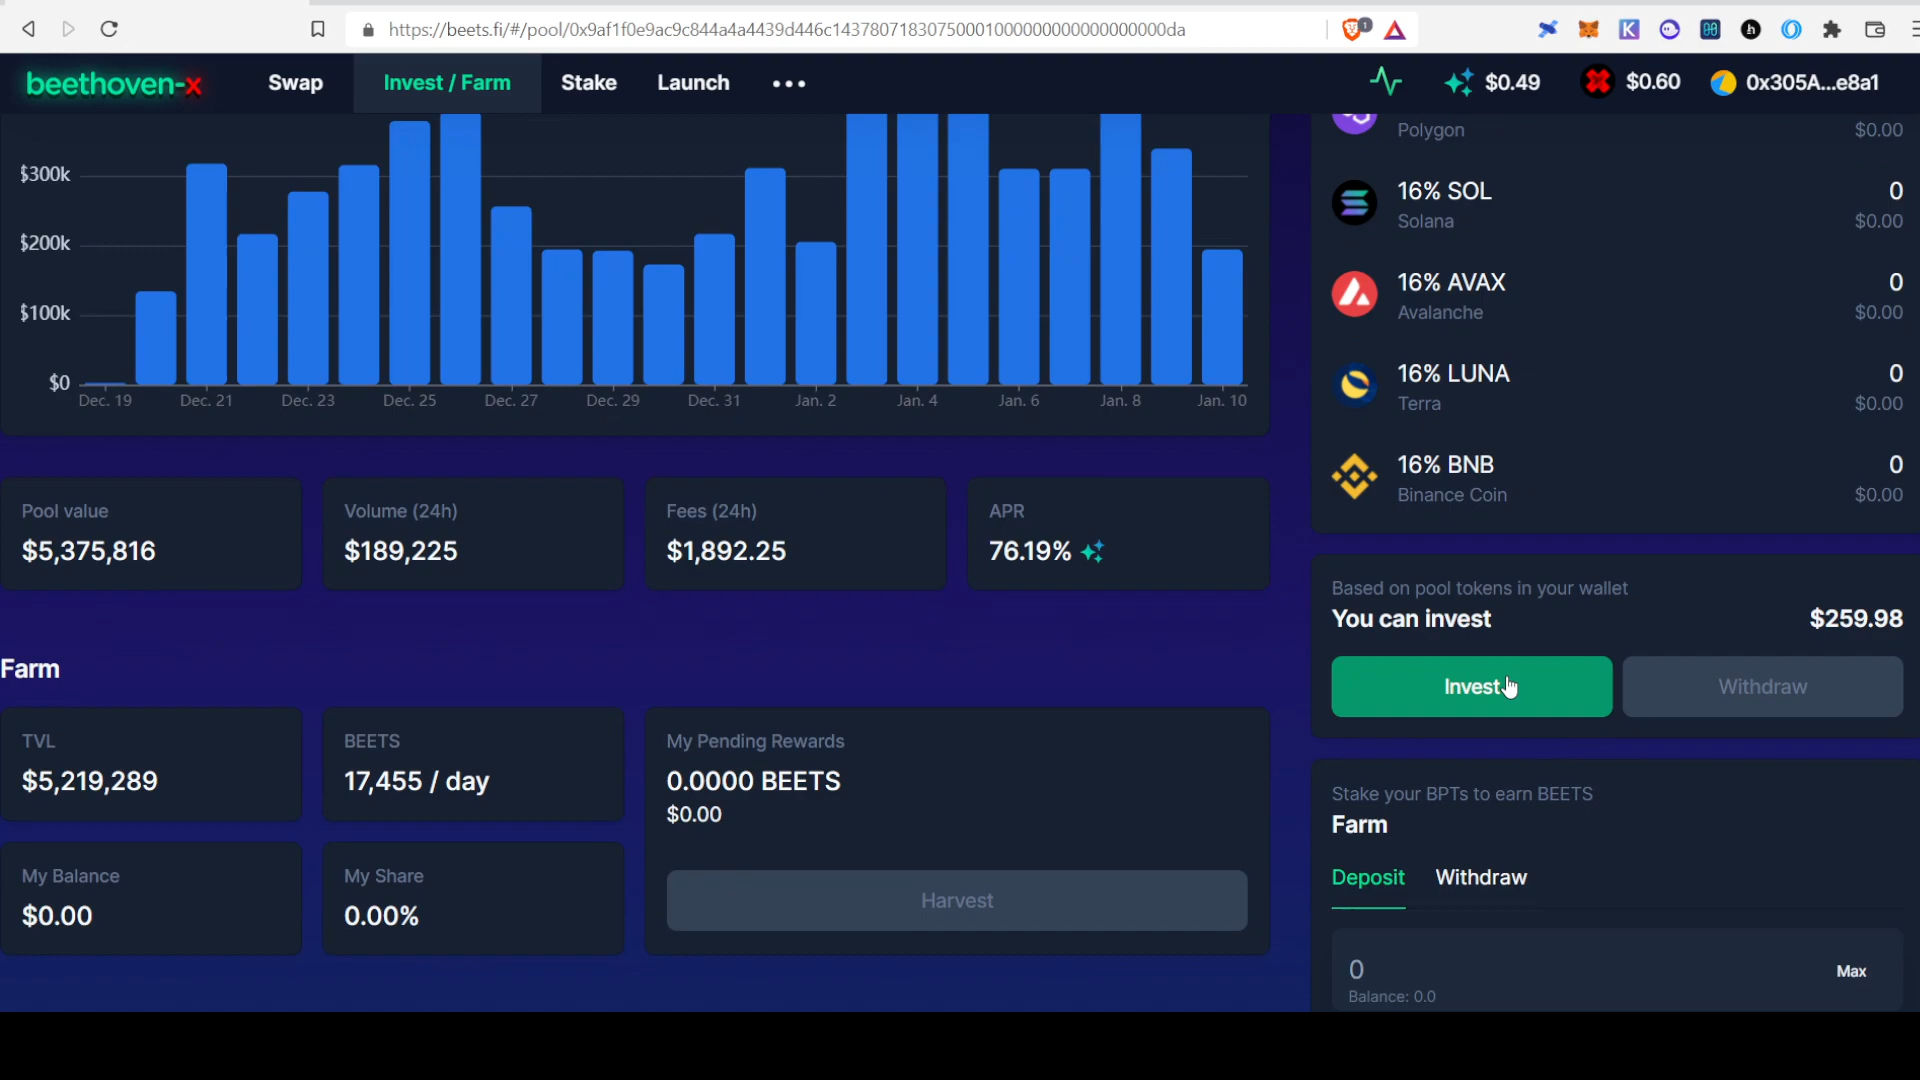 https://beets.fi/#/pool/0x9af1f0e9ac9c844a4a4439d446c1437807183075000100000000000000000000da
1
beethoven-x
Swap
Invest / Farm
Stake
Launch
$0.49
$0.60
0x305A...e8a1
$300k
$200k
$100k
$0
Dec. 19
Dec. 21
Dec. 23
Dec. 25
Dec. 27
Dec. 29
Dec. 31
Jan. 2
Jan. 4
Jan. 6
Jan. 8
Jan. 10
Polygon
$0.00
16% SOL
0
Solana
$0.00
16% AVAX
0
Avalanche
$0.00
16% LUNA
0
Terra
$0.00
16% BNB
0
Binance Coin
$0.00
Pool value
$5,375,816
Volume (24h)
$189,225
Fees (24h)
$1,892.25
APR
76.19%
Based on pool tokens in your wallet
You can invest
$259.98
Invest
Withdraw
Farm
TVL
$5,219,289
BEETS
17,455 / day
My Pending Rewards
0.0000 BEETS
$0.00
My Balance
$0.00
My Share
0.00%
Harvest
Stake your BPTs to earn BEETS
Farm
Deposit
Withdraw
0
Max
Balance: 0.0